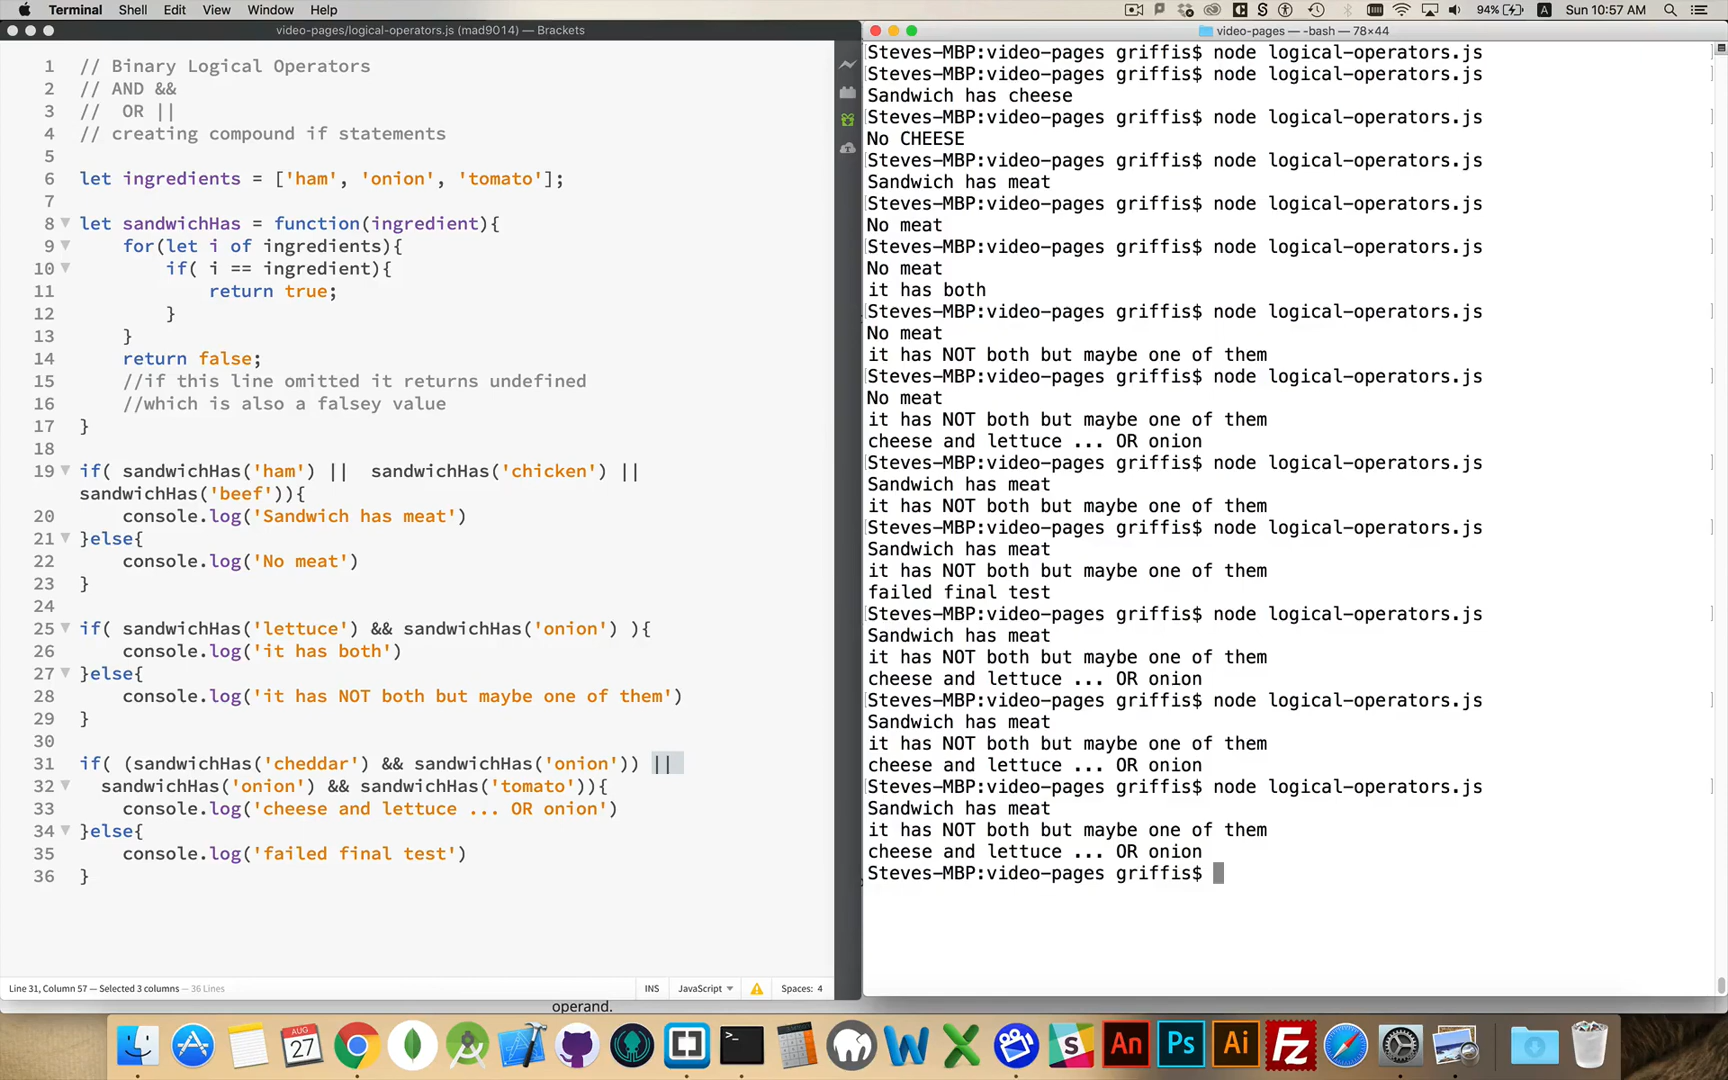 Terminal Shell Edit View Window Help
94% Sun 10:57 AM
video-pages/logical-operators.js (mad9014) — Brackets
1 // Binary Logical Operators
2 // AND &&
3 //  OR ||
4 // creating compound if statements
5
6 let ingredients = ['ham', 'onion', 'tomato'];
7
8 let sandwichHas = function(ingredient){
9     for(let i of ingredients){
10         if( i == ingredient){
11             return true;
12         }
13     }
14     return false;
15     //if this line omitted it returns undefined
16     //which is also a falsey value
17 }
18
19 if( sandwichHas('ham') ||  sandwichHas('chicken') ||
sandwichHas('beef')){
20     console.log('Sandwich has meat')
21 }else{
22     console.log('No meat')
23 }
24
25 if( sandwichHas('lettuce') && sandwichHas('onion') ){
26     console.log('it has both')
27 }else{
28     console.log('it has NOT both but maybe one of them')
29 }
30
31 if( (sandwichHas('cheddar') && sandwichHas('onion')) ||
32   sandwichHas('onion') && sandwichHas('tomato')){
33     console.log('cheese and lettuce ... OR onion')
34 }else{
35     console.log('failed final test')
36 }
Line 31, Column 57 — Selected 3 columns — 36 Lines
INS JavaScript Spaces: 4
operand.
video-pages — -bash — 78×44
Steves-MBP:video-pages griffis$ node logical-operators.js
Steves-MBP:video-pages griffis$ node logical-operators.js
Sandwich has cheese
Steves-MBP:video-pages griffis$ node logical-operators.js
No CHEESE
Steves-MBP:video-pages griffis$ node logical-operators.js
Sandwich has meat
Steves-MBP:video-pages griffis$ node logical-operators.js
No meat
Steves-MBP:video-pages griffis$ node logical-operators.js
No meat
it has both
Steves-MBP:video-pages griffis$ node logical-operators.js
No meat
it has NOT both but maybe one of them
Steves-MBP:video-pages griffis$ node logical-operators.js
No meat
it has NOT both but maybe one of them
cheese and lettuce ... OR onion
Steves-MBP:video-pages griffis$ node logical-operators.js
Sandwich has meat
it has NOT both but maybe one of them
Steves-MBP:video-pages griffis$ node logical-operators.js
Sandwich has meat
it has NOT both but maybe one of them
failed final test
Steves-MBP:video-pages griffis$ node logical-operators.js
Sandwich has meat
it has NOT both but maybe one of them
cheese and lettuce ... OR onion
Steves-MBP:video-pages griffis$ node logical-operators.js
Sandwich has meat
it has NOT both but maybe one of them
cheese and lettuce ... OR onion
Steves-MBP:video-pages griffis$ node logical-operators.js
Sandwich has meat
it has NOT both but maybe one of them
cheese and lettuce ... OR onion
Steves-MBP:video-pages griffis$
AUG
27
An
Ps
Ai
Fz